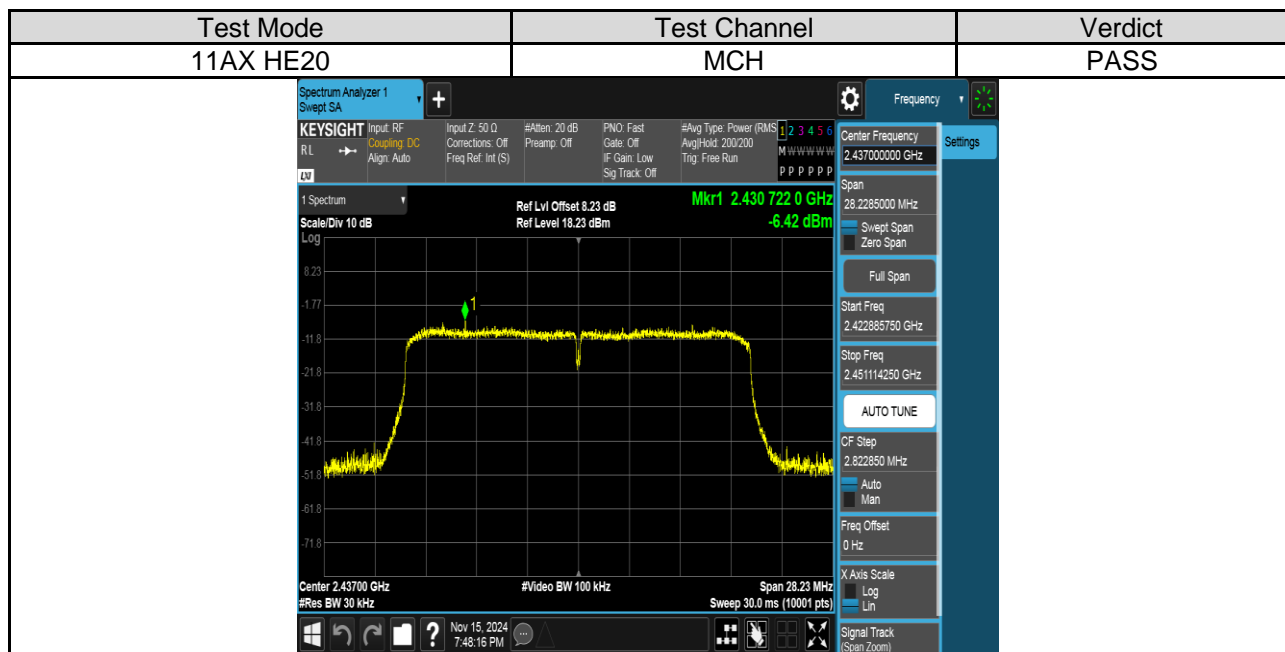 Test Mode Test Channel Verdict
11AX HE20 MCH PASS
Spectrum Analyzer 1
Swept SA
+
Frequency
KEYSIGHT
RL
LXI
Input: RF
Coupling: DC
Align: Auto
Input Z: 50 Ω
Corrections: Off
Freq Ref: Int (S)
#Atten: 20 dB
Preamp: Off
PNO: Fast
Gate: Off
IF Gain: Low
Sig Track: Off
#Avg Type: Power (RMS
Avg|Hold: 200/200
Trig: Free Run
1 2 3 4 5 6
M W W W W W
P P P P P P
1 Spectrum
Scale/Div 10 dB
Log
Ref Lvl Offset 8.23 dB
Ref Level 18.23 dBm
Mkr1 2.430 722 0 GHz
-6.42 dBm
8.23
-1.77
-11.8
-21.8
-31.8
-41.8
-51.8
-61.8
-71.8
1
Center 2.43700 GHz
#Res BW 30 kHz
#Video BW 100 kHz
Span 28.23 MHz
Sweep 30.0 ms (10001 pts)
?
Nov 15, 2024
7:48:16 PM
Settings
Center Frequency
2.437000000 GHz
Span
28.2285000 MHz
Swept Span
Zero Span
Full Span
Start Freq
2.422885750 GHz
Stop Freq
2.451114250 GHz
AUTO TUNE
CF Step
2.822850 MHz
Auto
Man
Freq Offset
0 Hz
X Axis Scale
Log
Lin
Signal Track
(Span Zoom)